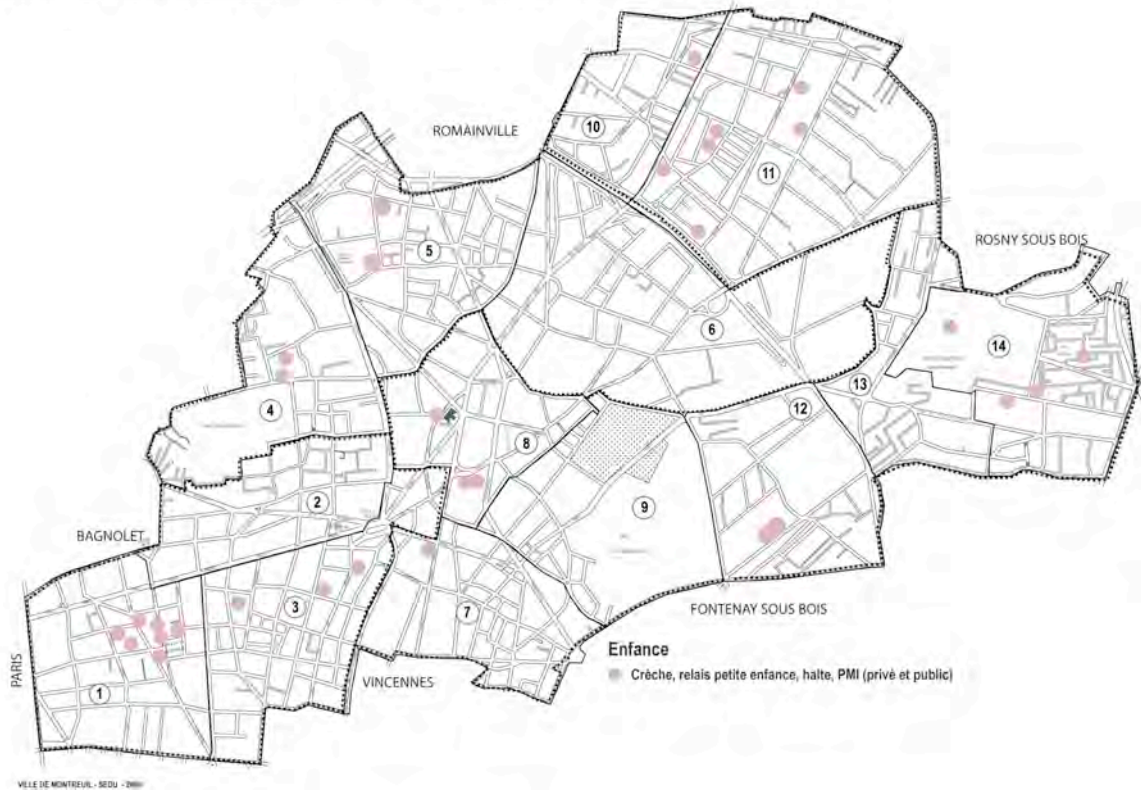 ROMAINVILLE
10
11
5
ROSNY SOUS BOIS
6
14
13
12
4
8
2
9
BAGNOLET
3
7
FONTENAY SOUS BOIS
Enfance
Crèche, relais petite enfance, halte, PMI (privé et public)
PARIS
1
VINCENNES
VILLE DE MONTREUIL - SEDU -